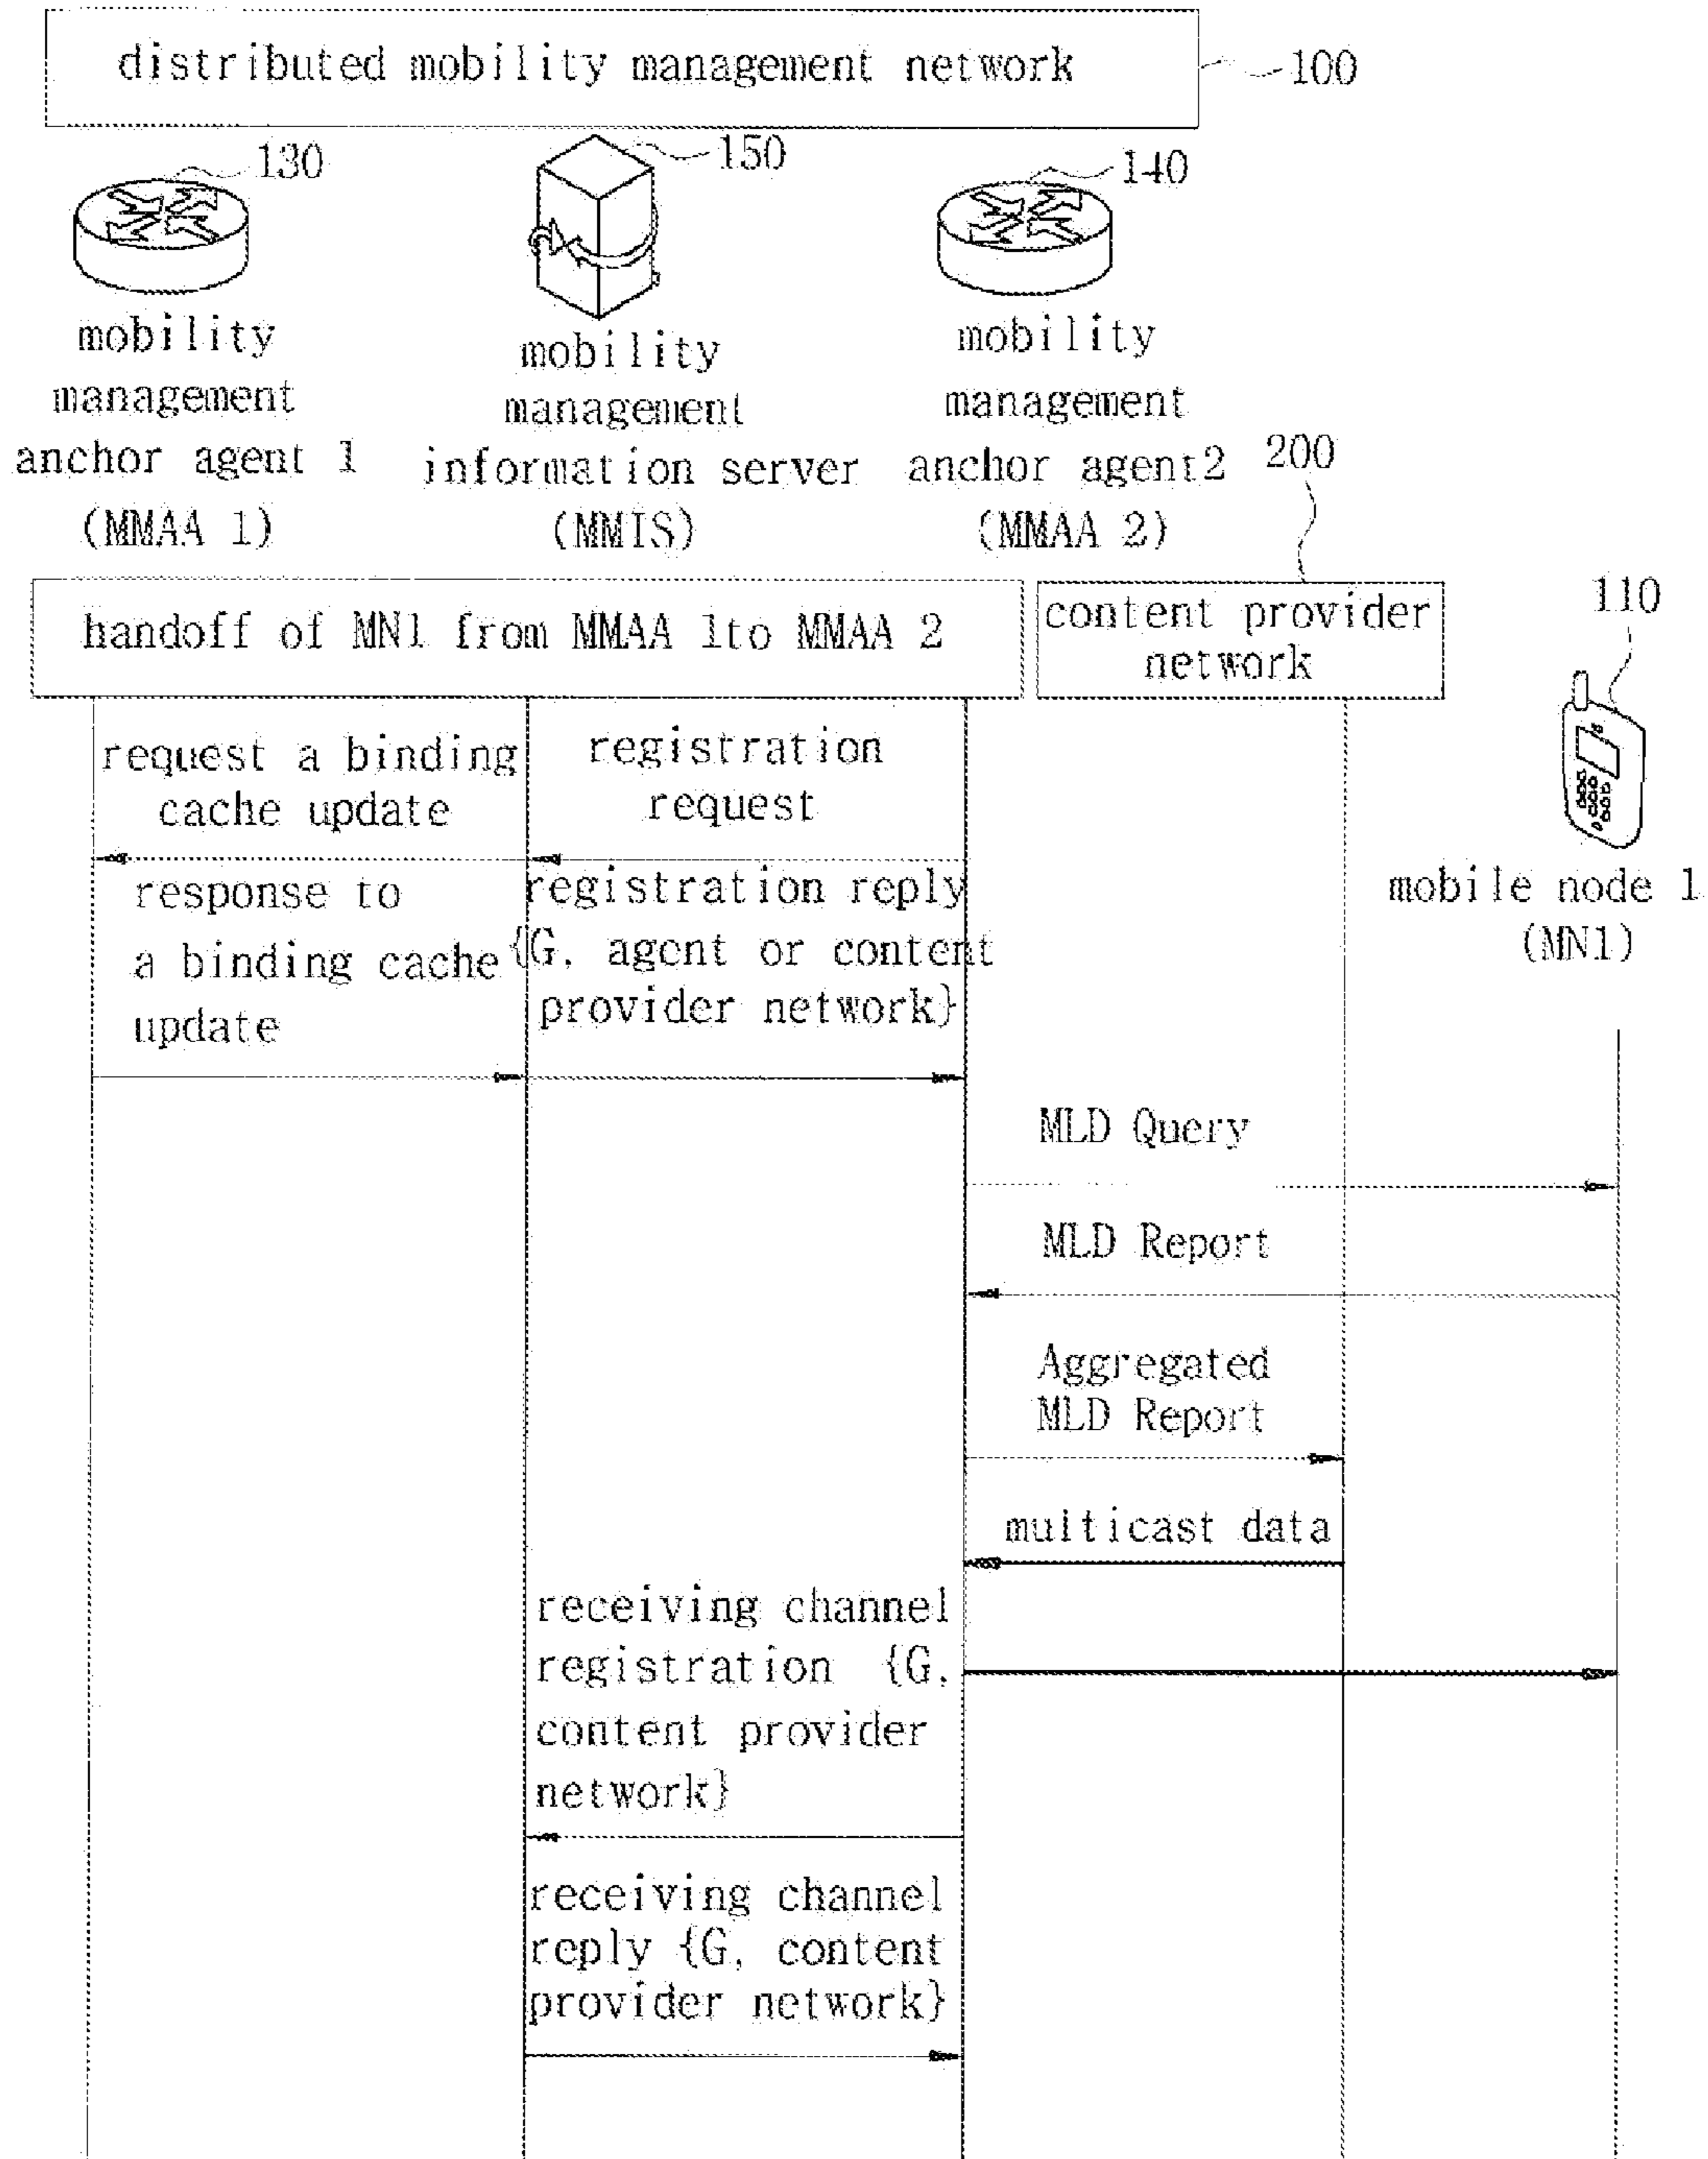 distributed mobility management network
100
130
150
140
mobility
management
anchor agent 1
(MMAA 1)
mobility
management
information server
(MMIS)
mobility
management
anchor agent2
(MMAA 2)
200
handoff of MN1 from MMAA 1to MMAA 2
content provider
network
110
mobile node 1
(MN1)
request a binding
cache update
registration
request
response to
a binding cache
update
registration reply
{G, agent or content
provider network}
MLD Query
MLD Report
Aggregated
MLD Report
multicast data
receiving channel
registration {G,
content provider
network}
receiving channel
reply {G, content
provider network}